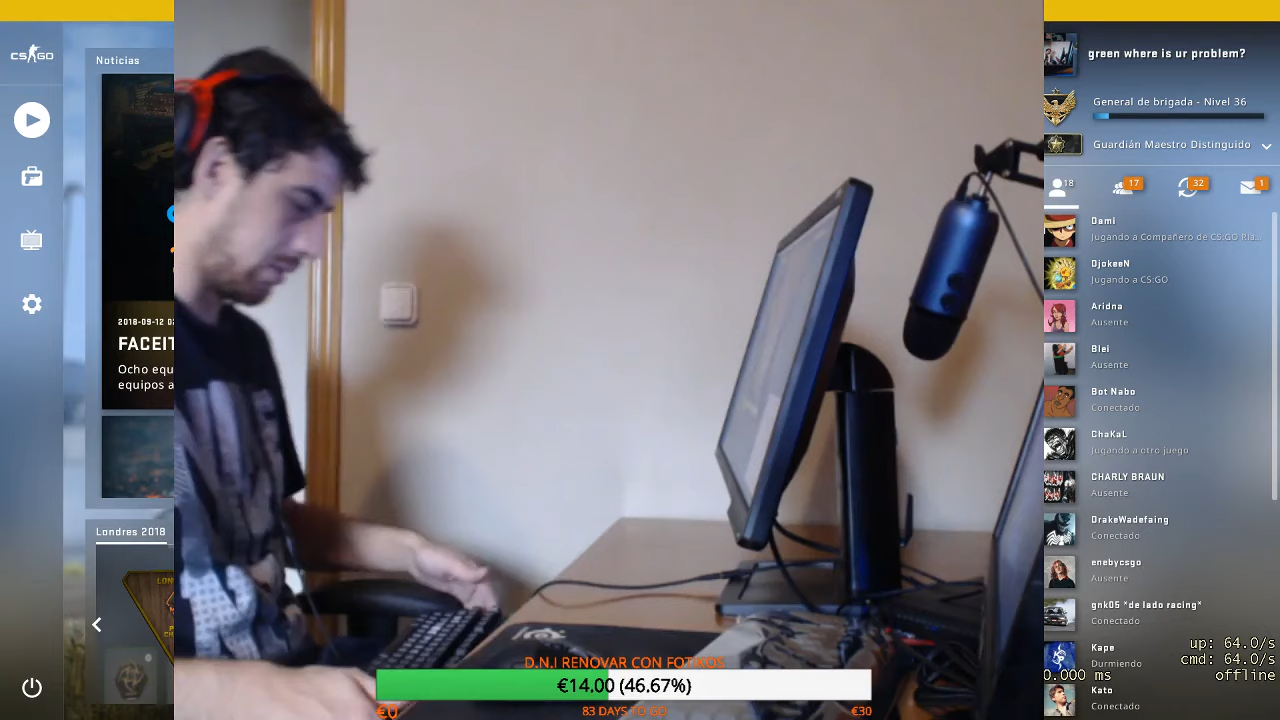 CS GO
Noticias
2018-09-12
FACEIT
Ocho equ
equipos a
Londres 2018
green where is ur problem?
General de brigada - Nivel 36
Guardián Maestro Distinguido
18
17
32
1
Dami
Jugando a Compañero de CS:GO Ria...
DjokeeN
Jugando a CS:GO
Aridna
Ausente
Blei
Ausente
Bot Nabo
Conectado
ChaKaL
Jugando a otro juego
CHARLY BRAUN
Ausente
DrakeWadefaing
Conectado
enebycsgo
Ausente
gnk05 *de lado racing*
Conectado
Kape
Durmiendo
Kato
Conectado
up: 64.0/s
cmd: 64.0/s
0.000 ms
offline
D.N.I RENOVAR CON FOTIKOS
€14.00 (46.67%)
€0
83 DAYS TO GO
€30